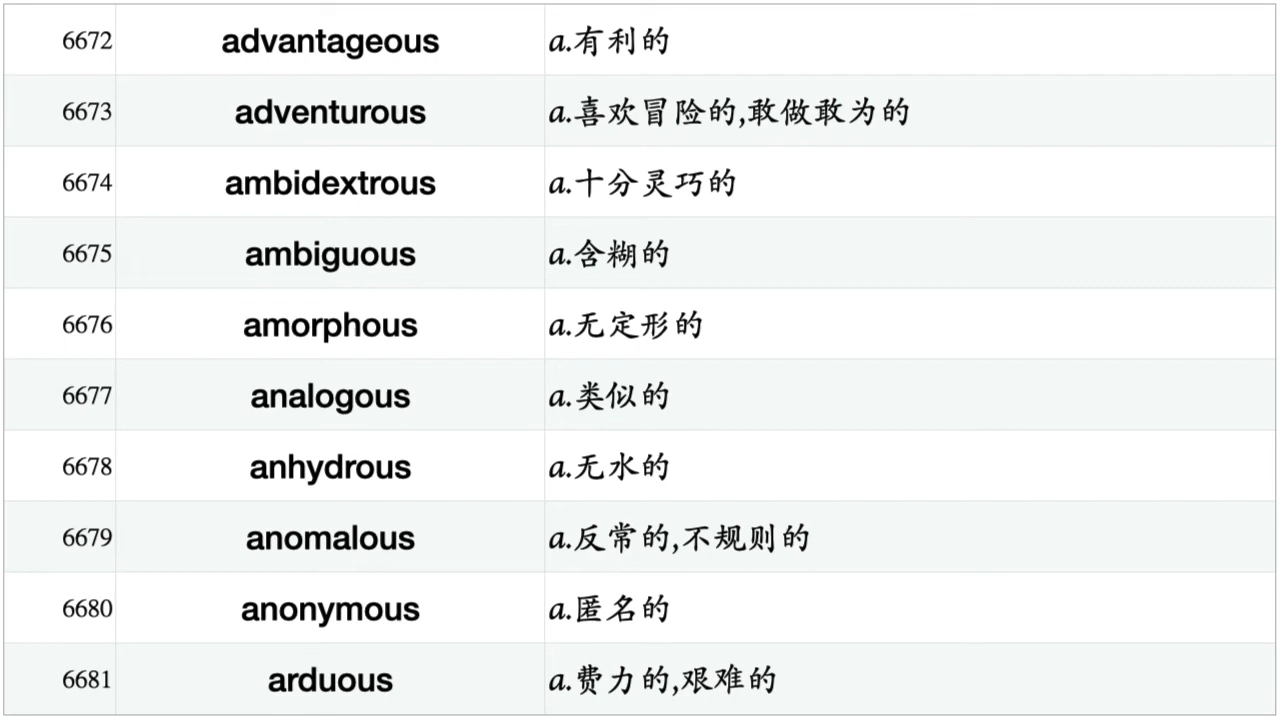 6672 advantageous a.有利的
6673 adventurous a.喜欢冒险的,敢做敢为的
6674 ambidextrous a.十分灵巧的
6675 ambiguous a.含糊的
6676 amorphous a.无定形的
6677 analogous a.类似的
6678 anhydrous a.无水的
6679 anomalous a.反常的,不规则的
6680 anonymous a.匿名的
6681 arduous a.费力的,艰难的